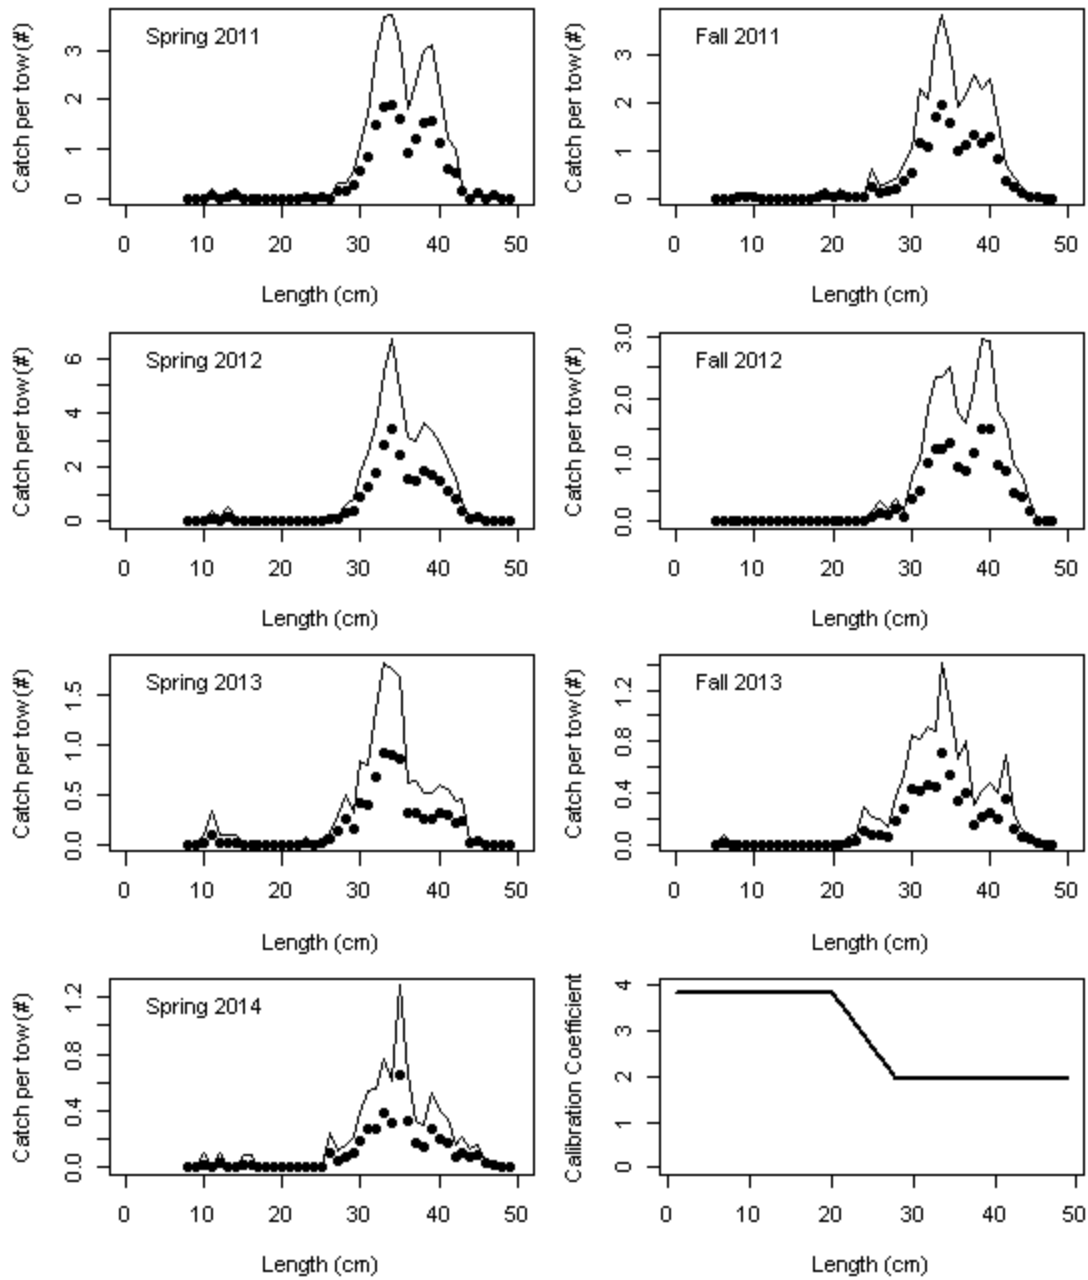 Spring 2011
Catch per tow (#)
0 1 2 3
0 10 20 30 40 50
Length (cm)
Fall 2011
Catch per tow (#)
0 1 2 3
0 10 20 30 40 50
Length (cm)
Spring 2012
Catch per tow (#)
0 2 4 6
0 10 20 30 40 50
Length (cm)
Fall 2012
Catch per tow (#)
0.0 1.0 2.0 3.0
0 10 20 30 40 50
Length (cm)
Spring 2013
Catch per tow (#)
0.0 0.5 1.0 1.5
0 10 20 30 40 50
Length (cm)
Fall 2013
Catch per tow (#)
0.0 0.4 0.8 1.2
0 10 20 30 40 50
Length (cm)
Spring 2014
Catch per tow (#)
0.0 0.4 0.8 1.2
0 10 20 30 40 50
Length (cm)
Calibration Coefficient
0 1 2 3 4
0 10 20 30 40 50
Length (cm)